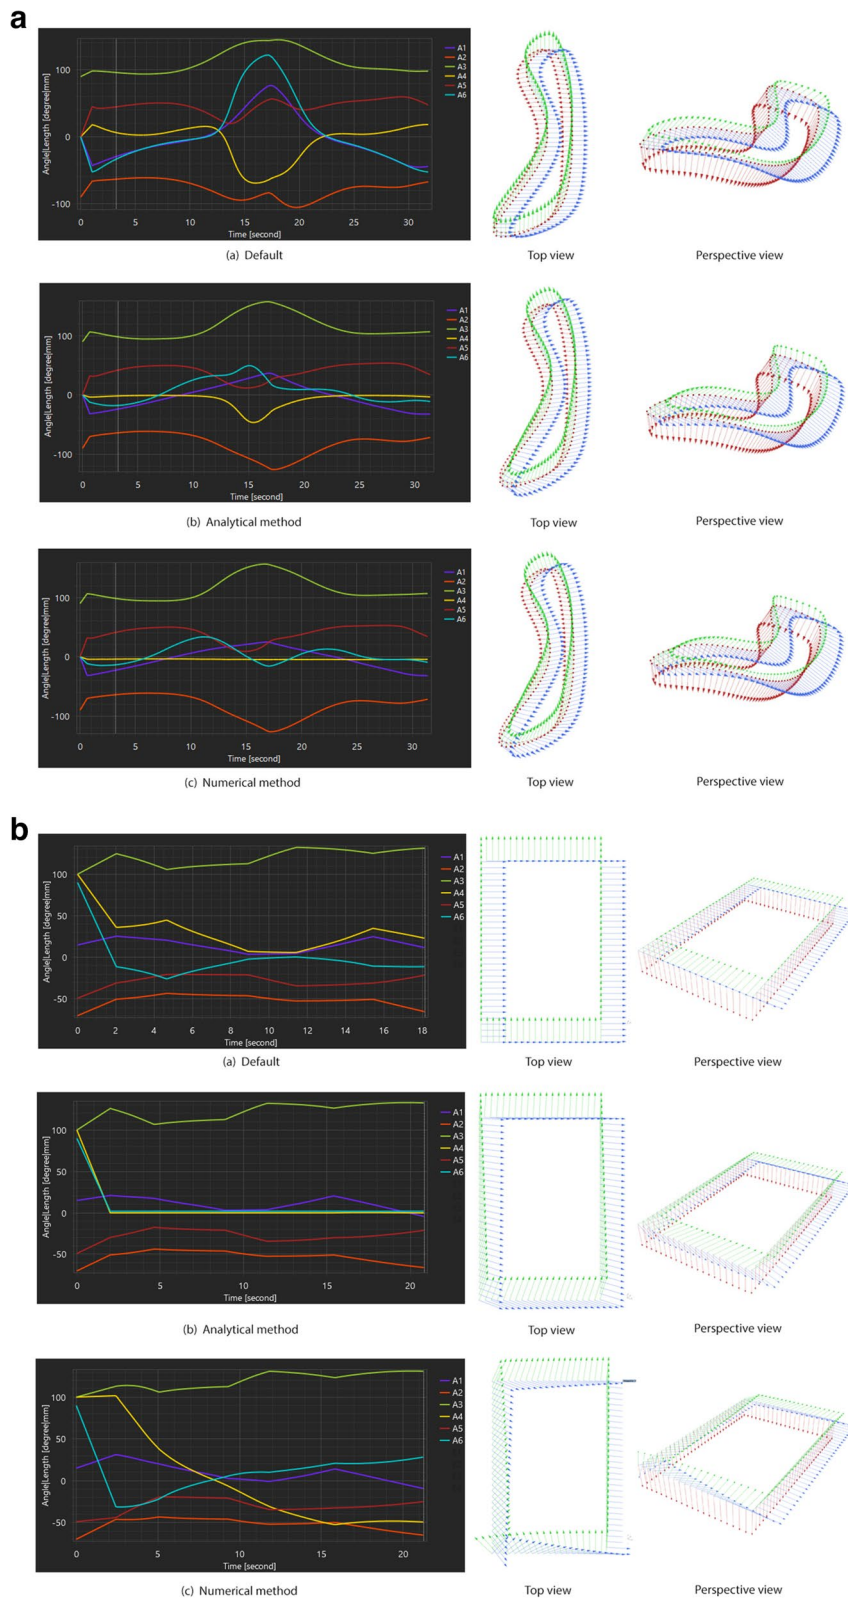 a
A1
A2
A3
A4
A5
A6
Angle|Length [degree|mm]
100
0
-100
0 5 10 15 20 25 30
Time [second]
(a) Default
Top view
Perspective view
A1
A2
A3
A4
A5
A6
Angle|Length [degree|mm]
100
0
-100
0 5 10 15 20 25 30
Time [second]
(b) Analytical method
Top view
Perspective view
A1
A2
A3
A4
A5
A6
Angle|Length [degree|mm]
100
0
-100
0 5 10 15 20 25 30
Time [second]
(c) Numerical method
Top view
Perspective view
b
A1
A2
A3
A4
A5
A6
Angle|Length [degree|mm]
100
50
0
-50
0 2 4 6 8 10 12 14 16 18
Time [second]
(a) Default
Top view
Perspective view
A1
A2
A3
A4
A5
A6
Angle|Length [degree|mm]
100
50
0
-50
0 5 10 15 20
Time [second]
(b) Analytical method
Top view
Perspective view
A1
A2
A3
A4
A5
A6
Angle|Length [degree|mm]
100
50
0
-50
0 5 10 15 20
Time [second]
(c) Numerical method
Top view
Perspective view